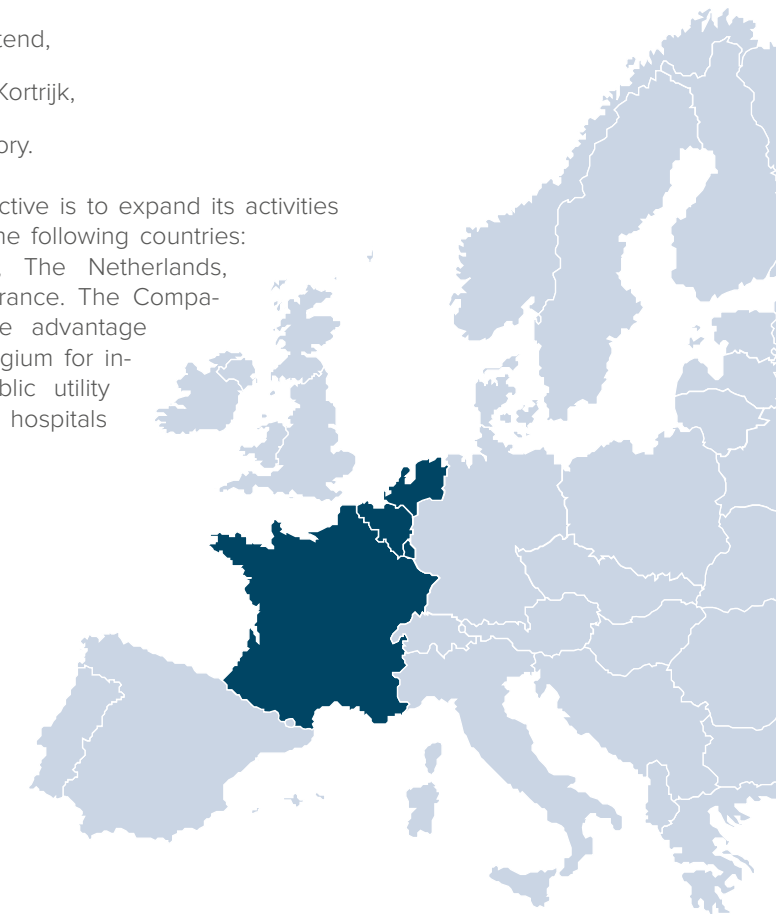 tend,
Kortrijk,
ory.
ctive is to expand its activities
he following countries:
The Netherlands,
rance. The Compa-
e advantage
gium for in-
blic utility
hospitals